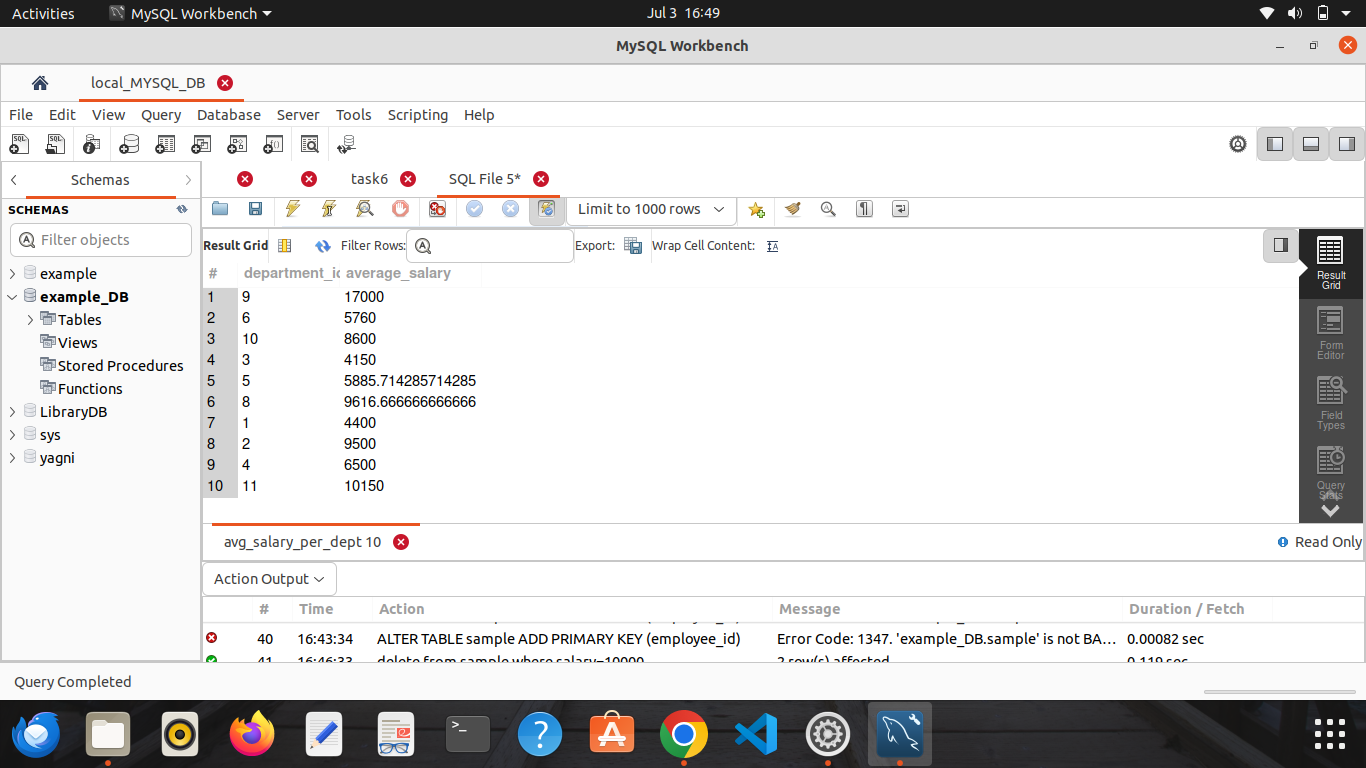 Activities MySQL Workbench Jul 3 16:49
MySQL Workbench
local_MYSQL_DB
File Edit View Query Database Server Tools Scripting Help
Schemas task6 SQL File 5*
SCHEMAS Limit to 1000 rows
Filter objects
Result Grid Filter Rows: Export: Wrap Cell Content:
# department_ic average_salary
1 9 17000
2 6 5760
3 10 8600
4 3 4150
5 5 5885.714285714285
6 8 9616.666666666666
7 1 4400
8 2 9500
9 4 6500
10 11 10150
example
example_DB
Tables
Views
Stored Procedures
Functions
LibraryDB
sys
yagni
Result
Grid
Form
Editor
Field
Types
Query
Stats
avg_salary_per_dept 10 Read Only
Action Output
# Time Action Message Duration / Fetch
40 16:43:34 ALTER TABLE sample ADD PRIMARY KEY (employee_id) Error Code: 1347. 'example_DB.sample' is not BA... 0.00082 sec
41 16:46:33 delete from sample where salary=10000 2 row(s) affected 0.119 sec
Query Completed